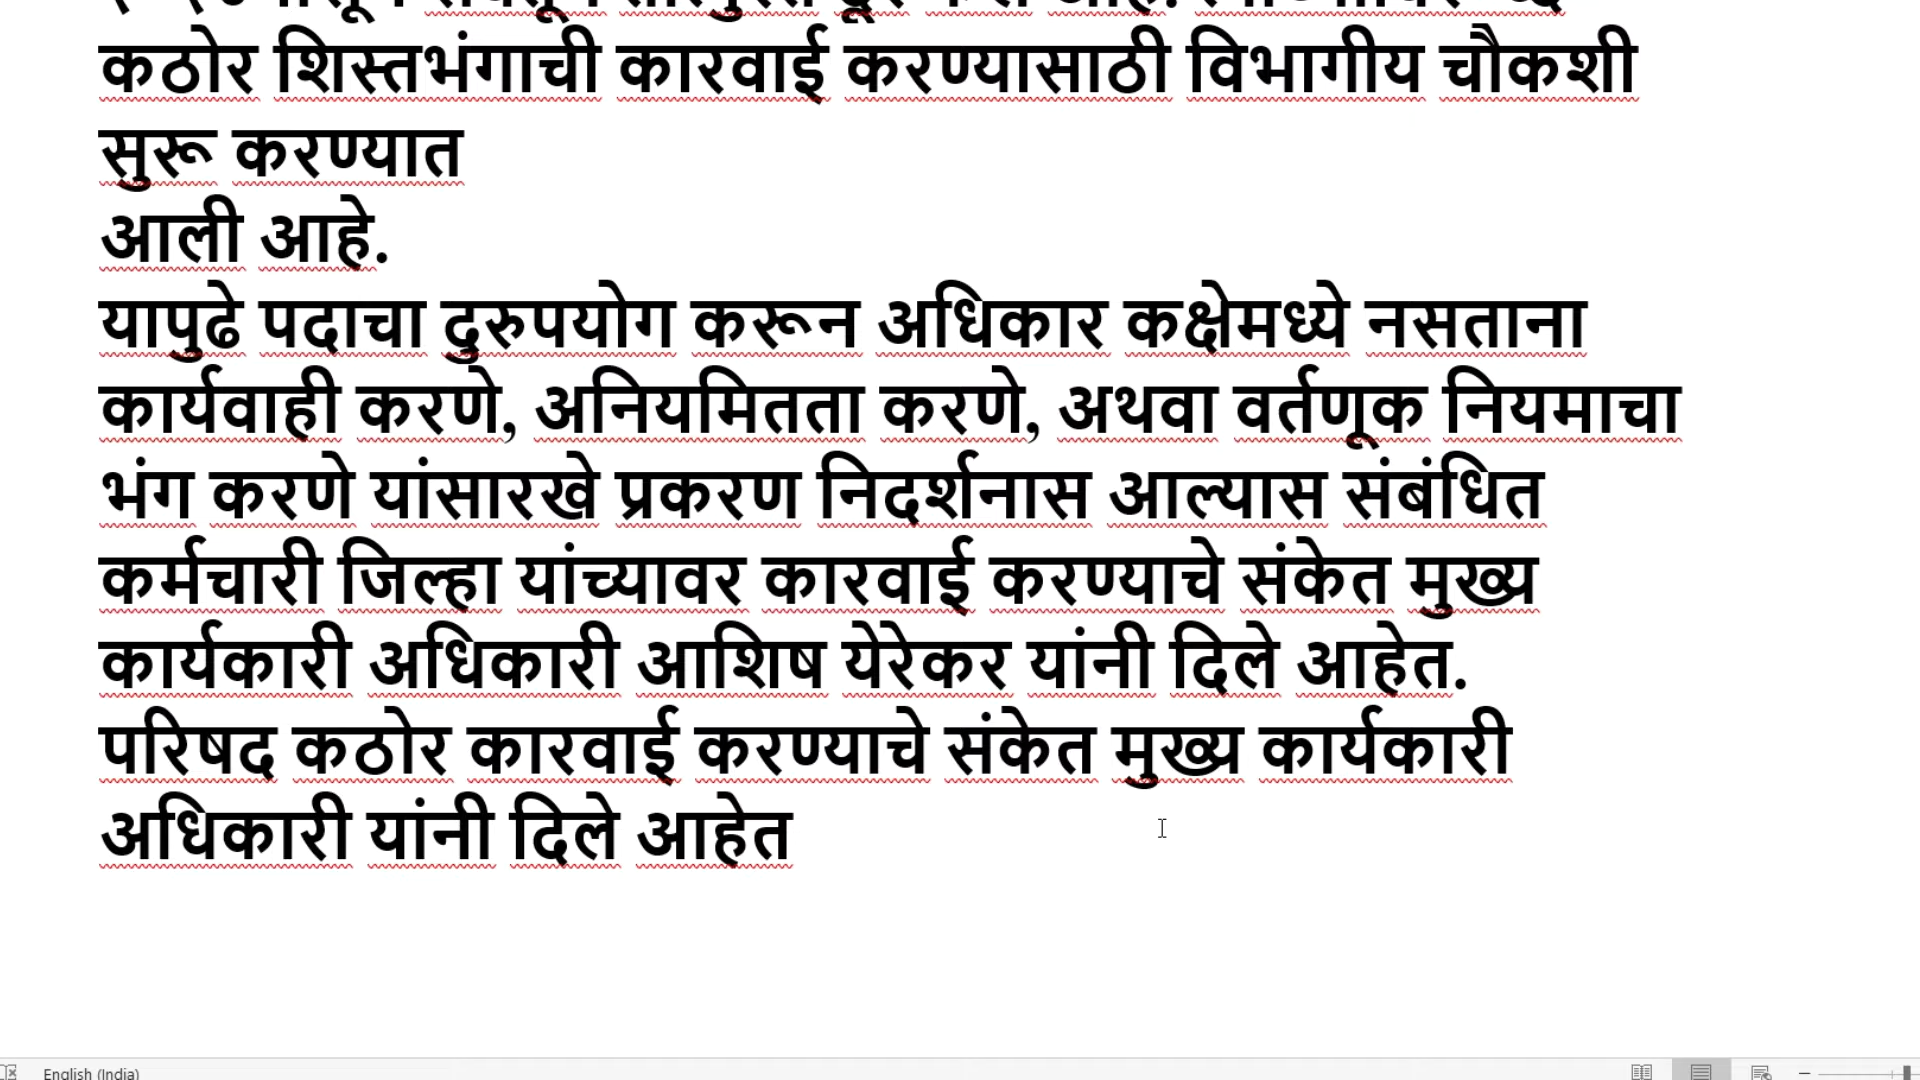 कठोर शिस्तभंगाची कारवाई करण्यासाठी विभागीय चौकशी
सुरू करण्यात
आली आहे.
यापुढे पदाचा दुरुपयोग करून अधिकार कक्षेमध्ये नसताना
कार्यवाही करणे, अनियमितता करणे, अथवा वर्तणूक नियमाचा
भंग करणे यांसारखे प्रकरण निदर्शनास आल्यास संबंधित
कर्मचारी जिल्हा यांच्यावर कारवाई करण्याचे संकेत मुख्य
कार्यकारी अधिकारी आशिष येरेकर यांनी दिले आहेत.
परिषद कठोर कारवाई करण्याचे संकेत मुख्य कार्यकारी
अधिकारी यांनी दिले आहेत
English (India)